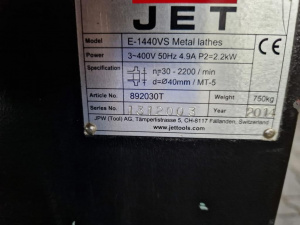 JET
Model E-1440VS Metal lathes
3~400V 50Hz 4.9A P2=2.2kW
Specification n=30 - 2200 / min
d=Ø40mm / MT-5
Article No. 892030T Weight 750kg
Series No. Year
JPW (Tool) AG, Tämperlistrasse 5, CH-8117 Fällanden, Switzerland
www.jettools.com
CE